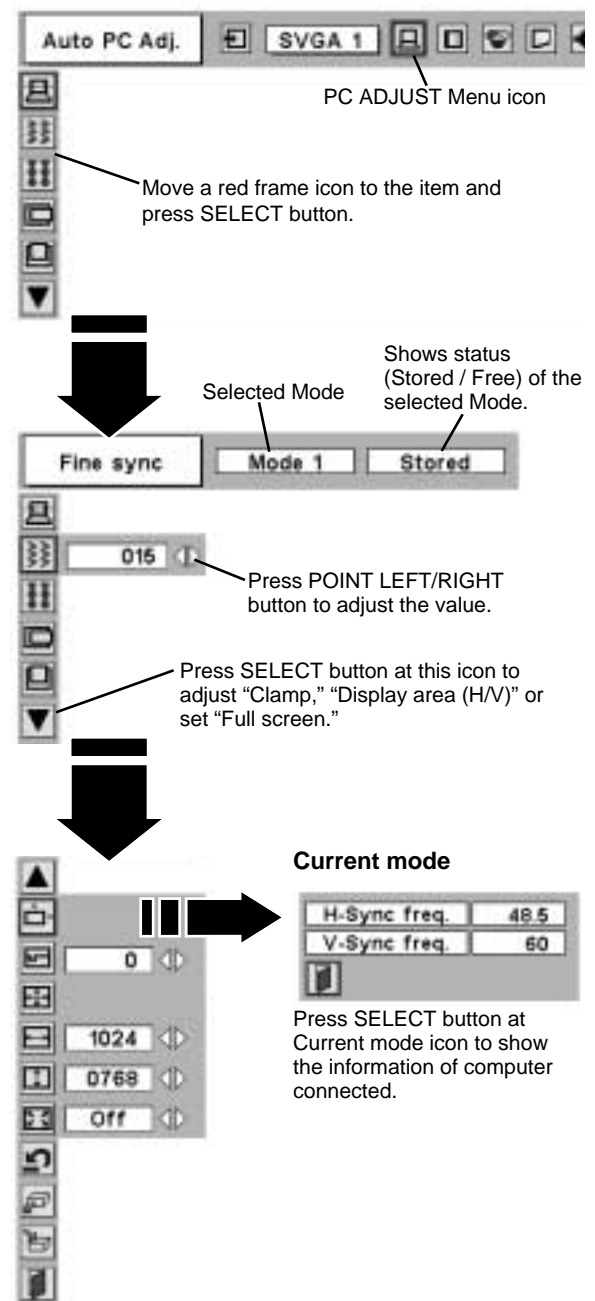 Auto PC Adj. SVGA 1
PC ADJUST Menu icon
Move a red frame icon to the item and
press SELECT button.
Shows status
(Stored / Free) of the
selected Mode.
Selected Mode
Fine sync Mode 1 Stored
015
Press POINT LEFT/RIGHT
button to adjust the value.
Press SELECT button at this icon to
adjust “Clamp,” “Display area (H/V)” or
set “Full screen.”
Current mode
H-Sync freq. 48.5
V-Sync freq. 60
0
1024
0768
Off
Press SELECT button at
Current mode icon to show
the information of computer
connected.